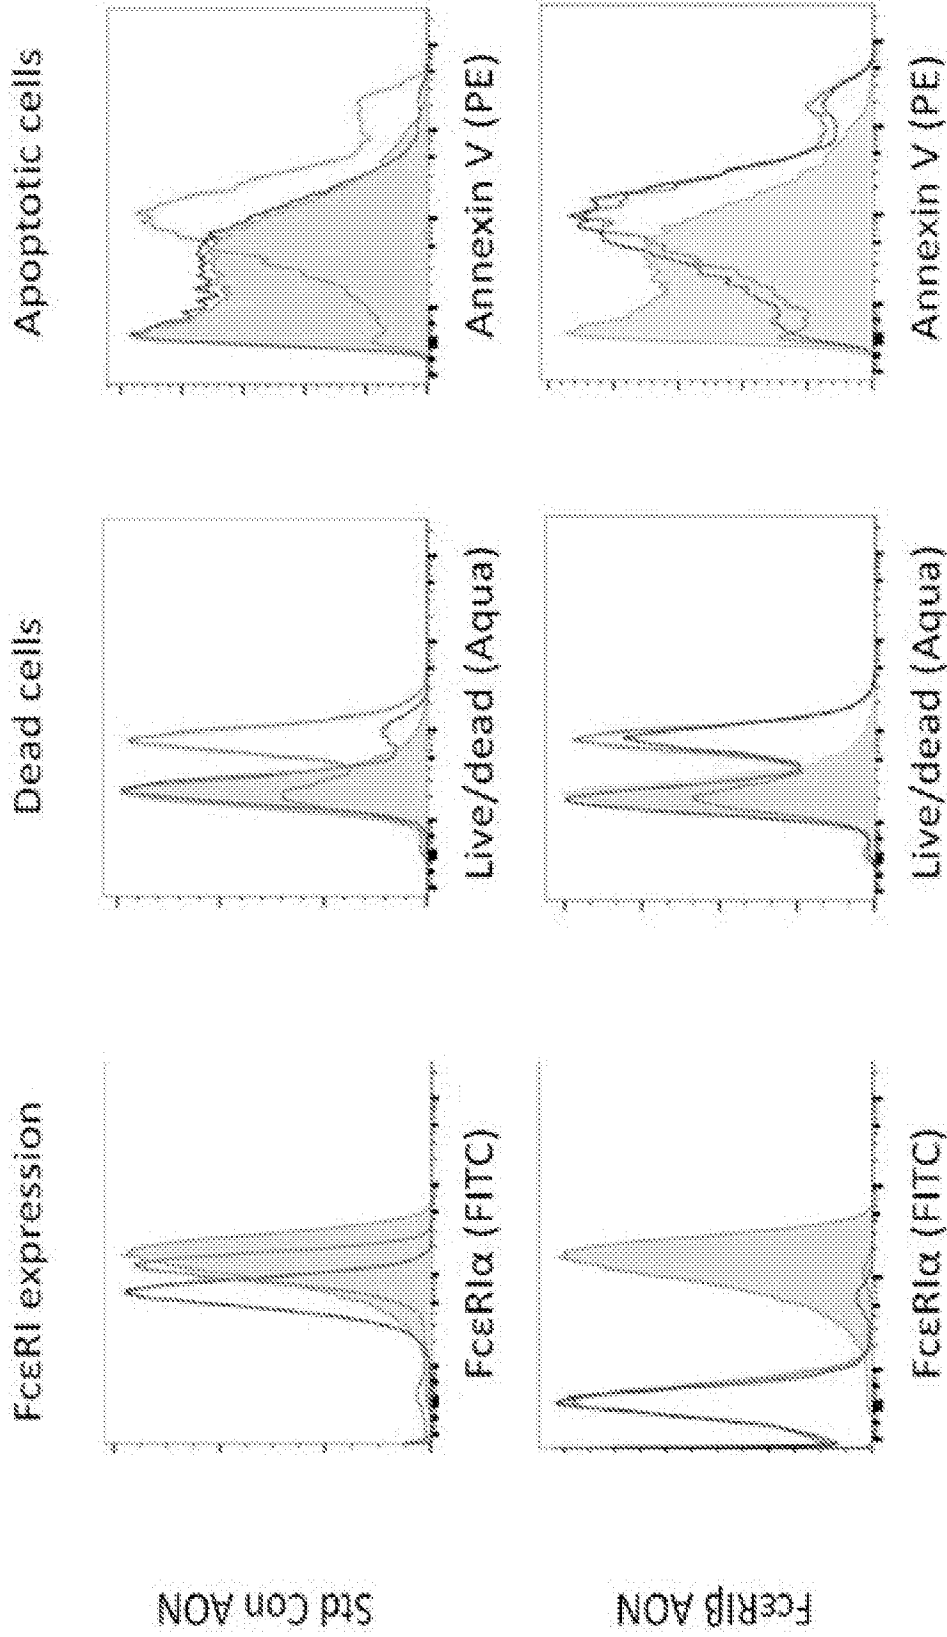 FcεRI expression
Dead cells
Apoptotic cells
Std Con AON
FcεRIα (FITC)
Live/dead (Aqua)
Annexin V (PE)
FcεRIβ AON
FcεRIα (FITC)
Live/dead (Aqua)
Annexin V (PE)